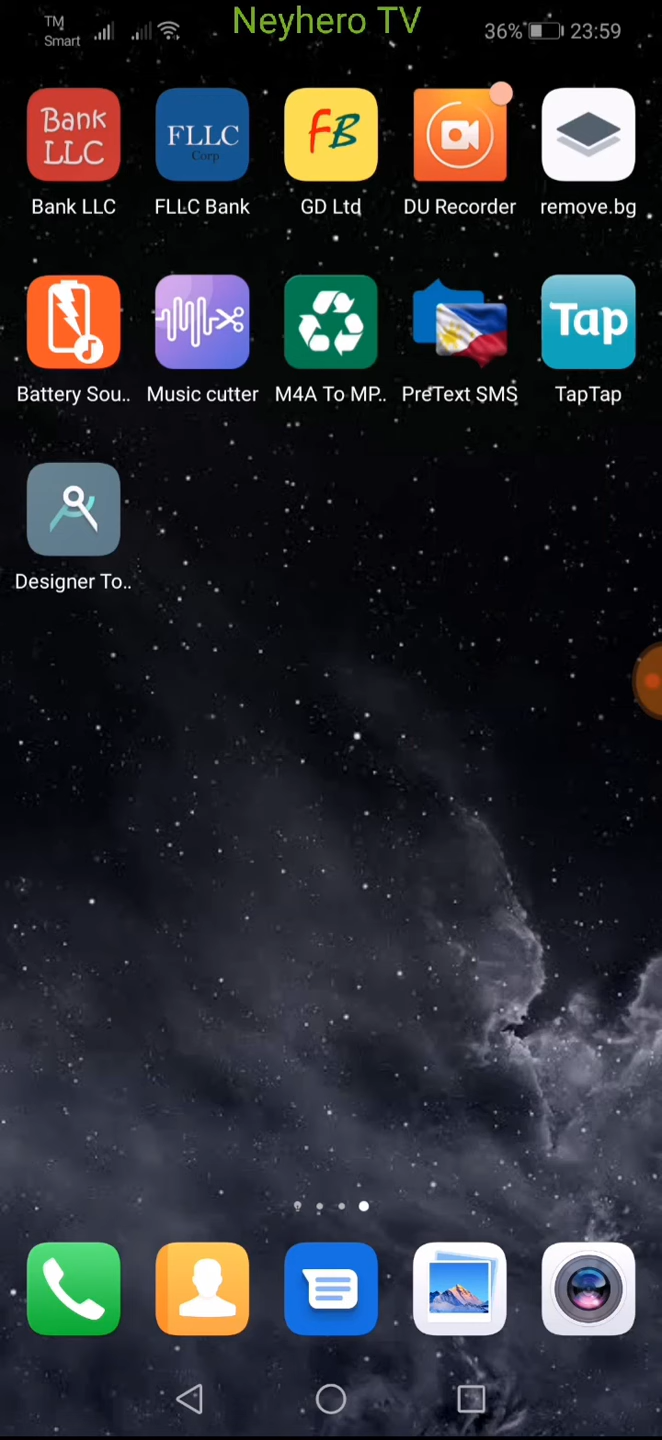 Neyhero TV
TM
Smart
36%
23:59
Bank
LLC
FLLC
Corp
FB
Bank LLC
FLLC Bank
GD Ltd
DU Recorder
remove.bg
Tap
Battery Sou..
Music cutter
M4A To MP..
PreText SMS
TapTap
Designer To..